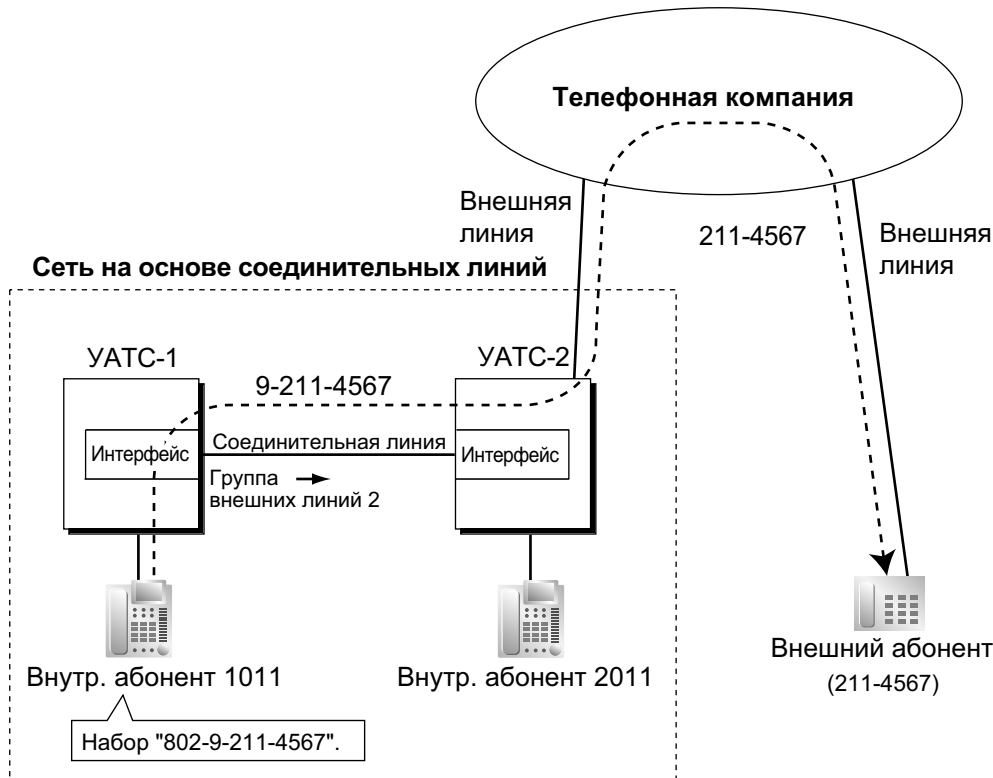 Телефонная компания
Внешняя
линия
211-4567
Внешняя
линия
Сеть на основе соединительных линий
УАТС-1
УАТС-2
9-211-4567
Интерфейс
Соединительная линия
Интерфейс
Группа
внешних линий 2
Внутр. абонент 1011
Внутр. абонент 2011
Внешний абонент
(211-4567)
Набор "802-9-211-4567".